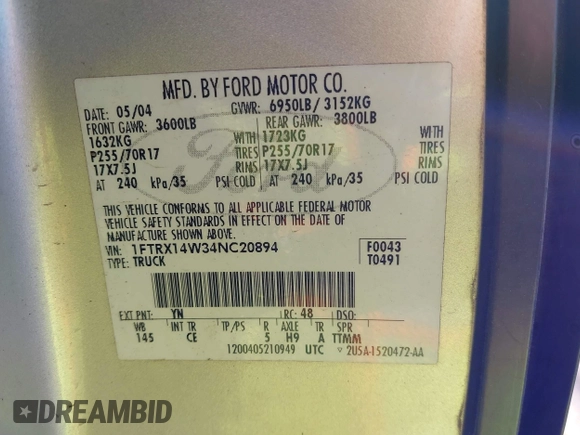 MFD. BY FORD MOTOR CO.
DATE: 05/04 GVWR: 6950LB/ 3152KG
FRONT GAWR: 3600LB REAR GAWR: 3800LB
1632KG WITH 1723KG WITH
P255/70R17 TIRES P255/70R17 TIRES
17X7.5J RIMS 17X7.5J RIMS
AT 240 kPa/35 PSI COLD AT 240 kPa/35 PSI COLD
THIS VEHICLE CONFORMS TO ALL APPLICABLE FEDERAL MOTOR
VEHICLE SAFETY STANDARDS IN EFFECT ON THE DATE OF
MANUFACTURE SHOWN ABOVE.
VIN: 1FTRX14W34NC20894 F0043
TYPE: TRUCK T0491
EXT PNT: YN RC: 48 DSO:
WB INT TR TP/PS R AXLE TR SPR
145 CE 5 H9 A TTMM
1200405210949 UTC 2U5A-1520472-AA
Ford
DREAMBID